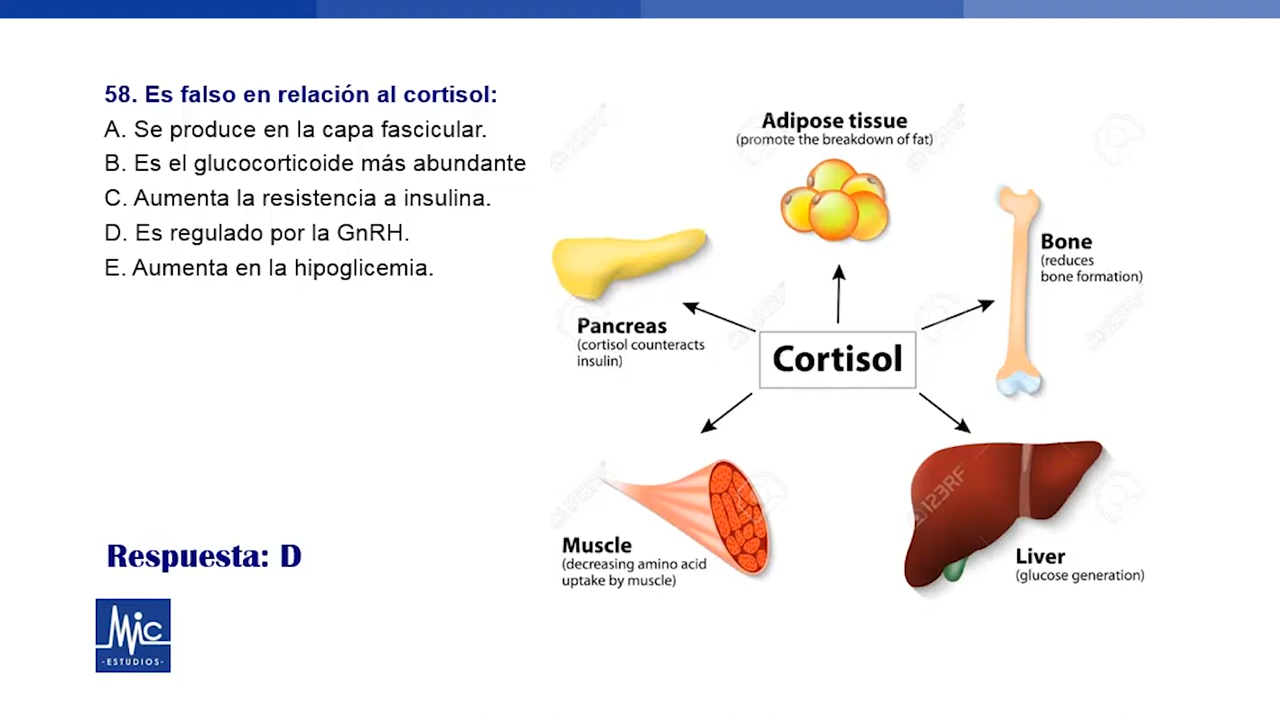 58. Es falso en relación al cortisol:
A. Se produce en la capa fascicular.
B. Es el glucocorticoide más abundante
C. Aumenta la resistencia a insulina.
D. Es regulado por la GnRH.
E. Aumenta en la hipoglicemia.
Adipose tissue
(promote the breakdown of fat)
Bone
(reduces
bone formation)
Pancreas
(cortisol counteracts
insulin)
Cortisol
Muscle
(decreasing amino acid
uptake by muscle)
Liver
(glucose generation)
Respuesta: D
Mic
·ESTUDIOS·
123RF